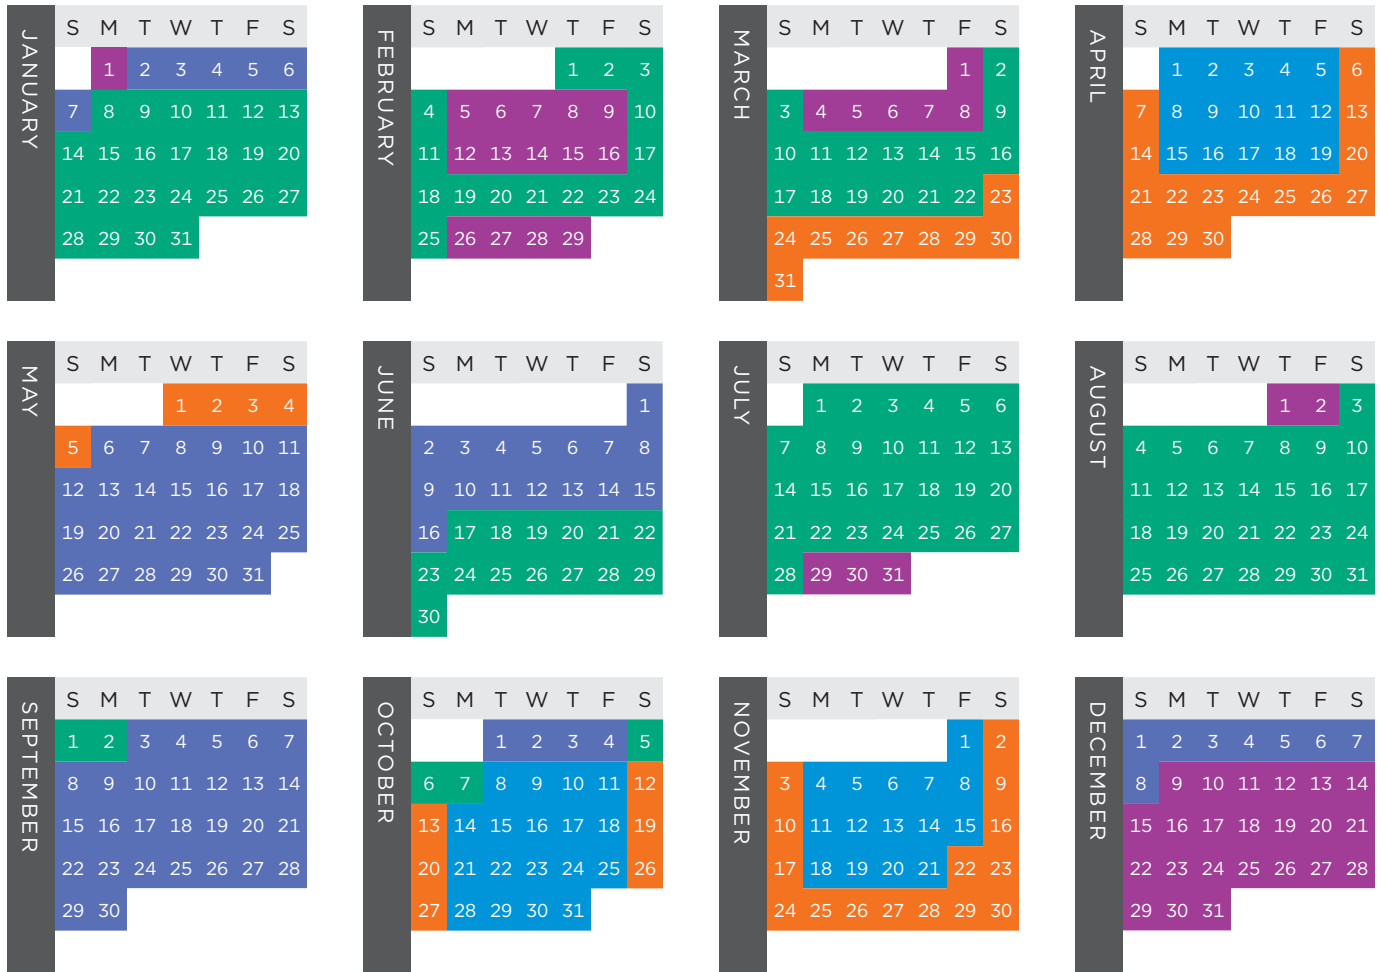 JANUARY
S M T W T F S
1 2 3 4 5 6
7 8 9 10 11 12 13
14 15 16 17 18 19 20
21 22 23 24 25 26 27
28 29 30 31
FEBRUARY
S M T W T F S
1 2 3
4 5 6 7 8 9 10
11 12 13 14 15 16 17
18 19 20 21 22 23 24
25 26 27 28 29
MARCH
S M T W T F S
1 2
3 4 5 6 7 8 9
10 11 12 13 14 15 16
17 18 19 20 21 22 23
24 25 26 27 28 29 30
31
APRIL
S M T W T F S
1 2 3 4 5 6
7 8 9 10 11 12 13
14 15 16 17 18 19 20
21 22 23 24 25 26 27
28 29 30
MAY
S M T W T F S
1 2 3 4
5 6 7 8 9 10 11
12 13 14 15 16 17 18
19 20 21 22 23 24 25
26 27 28 29 30 31
JUNE
S M T W T F S
1
2 3 4 5 6 7 8
9 10 11 12 13 14 15
16 17 18 19 20 21 22
23 24 25 26 27 28 29
30
JULY
S M T W T F S
1 2 3 4 5 6
7 8 9 10 11 12 13
14 15 16 17 18 19 20
21 22 23 24 25 26 27
28 29 30 31
AUGUST
S M T W T F S
1 2 3
4 5 6 7 8 9 10
11 12 13 14 15 16 17
18 19 20 21 22 23 24
25 26 27 28 29 30 31
SEPTEMBER
S M T W T F S
1 2 3 4 5 6 7
8 9 10 11 12 13 14
15 16 17 18 19 20 21
22 23 24 25 26 27 28
29 30
OCTOBER
S M T W T F S
1 2 3 4 5
6 7 8 9 10 11 12
13 14 15 16 17 18 19
20 21 22 23 24 25 26
27 28 29 30 31
NOVEMBER
S M T W T F S
1 2
3 4 5 6 7 8 9
10 11 12 13 14 15 16
17 18 19 20 21 22 23
24 25 26 27 28 29 30
DECEMBER
S M T W T F S
1 2 3 4 5 6 7
8 9 10 11 12 13 14
15 16 17 18 19 20 21
22 23 24 25 26 27 28
29 30 31